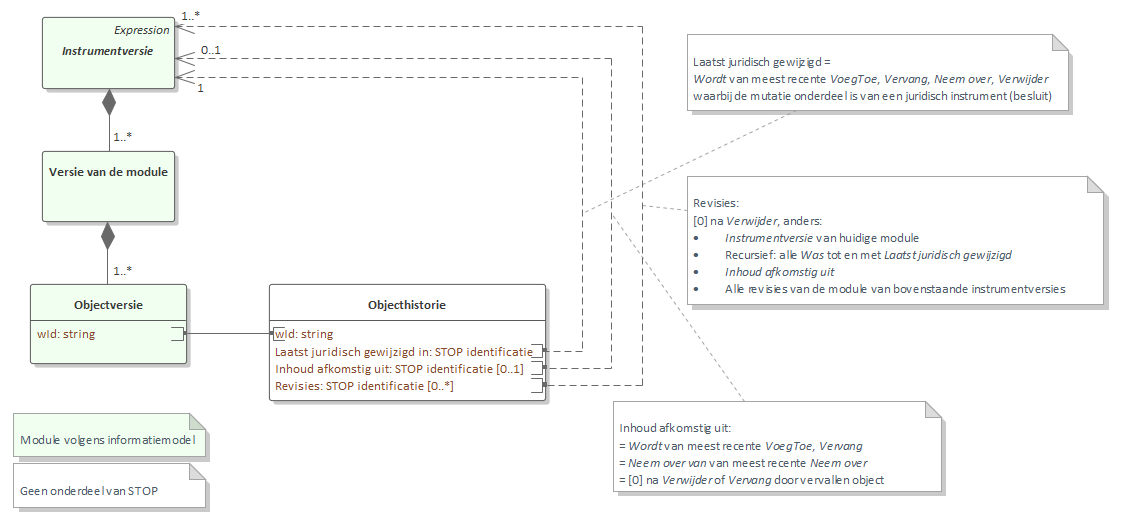 1..*
Expression
Instrumentversie
0..1
1
1..*
Versie van de module
1..*
Objectversie
wId: string
Objecthistorie
wId: string
Laatst juridisch gewijzigd in: STOP identificatie
Inhoud afkomstig uit: STOP identificatie [0..1]
Revisies: STOP identificatie [0..*]
Laatst juridisch gewijzigd =
Wordt van meest recente VoegToe, Vervang, Neem over, Verwijder
waarbij de mutatie onderdeel is van een juridisch instrument (besluit)
Revisies:
[0] na Verwijder, anders:
• Instrumentversie van huidige module
• Recursief: alle Was tot en met Laatst juridisch gewijzigd
• Inhoud afkomstig uit
• Alle revisies van de module van bovenstaande instrumentversies
Inhoud afkomstig uit:
= Wordt van meest recente VoegToe, Vervang
= Neem over van van meest recente Neem over
= [0] na Verwijder of Vervang door vervallen object
Module volgens informatiemodel
Geen onderdeel van STOP